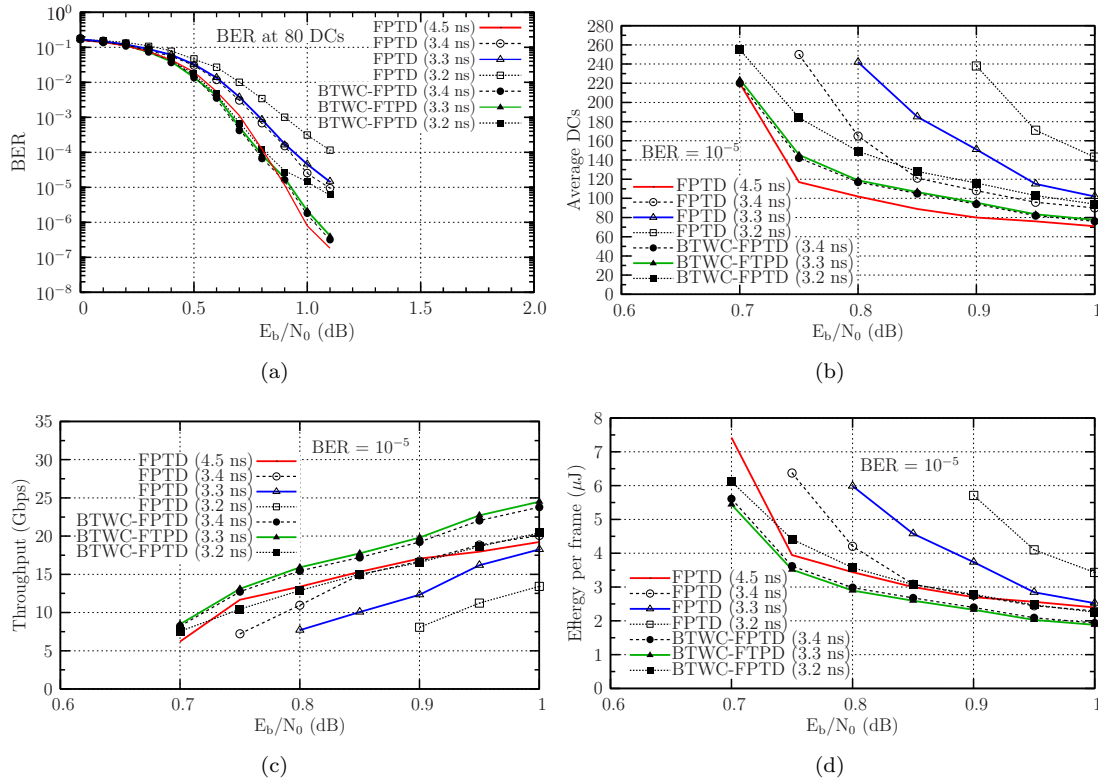 BER at 80 DCs
FPTD (4.5 ns)
FPTD (3.4 ns)
FPTD (3.3 ns)
FPTD (3.2 ns)
BTWC-FPTD (3.4 ns)
BTWC-FTPD (3.3 ns)
BTWC-FPTD (3.2 ns)
BER
10^0
10^-1
10^-2
10^-3
10^-4
10^-5
10^-6
10^-7
10^-8
0.0 0.5 1.0 1.5 2.0
E_b/N_0 (dB)
(a)
Average DCs
280
260
240
220
200
180
160
140
120
100
80
60
40
20
0
BER = 10^-5
FPTD (4.5 ns)
FPTD (3.4 ns)
FPTD (3.3 ns)
FPTD (3.2 ns)
BTWC-FPTD (3.4 ns)
BTWC-FTPD (3.3 ns)
BTWC-FPTD (3.2 ns)
0.6 0.7 0.8 0.9 1
E_b/N_0 (dB)
(b)
Throughput (Gbps)
35
30
25
20
15
10
5
0
BER = 10^-5
FPTD (4.5 ns)
FPTD (3.4 ns)
FPTD (3.3 ns)
FPTD (3.2 ns)
BTWC-FPTD (3.4 ns)
BTWC-FTPD (3.3 ns)
BTWC-FPTD (3.2 ns)
0.6 0.7 0.8 0.9 1
E_b/N_0 (dB)
(c)
Energy per frame (μJ)
8
7
6
5
4
3
2
1
0
BER = 10^-5
FPTD (4.5 ns)
FPTD (3.4 ns)
FPTD (3.3 ns)
FPTD (3.2 ns)
BTWC-FPTD (3.4 ns)
BTWC-FTPD (3.3 ns)
BTWC-FPTD (3.2 ns)
0.6 0.7 0.8 0.9 1
E_b/N_0 (dB)
(d)